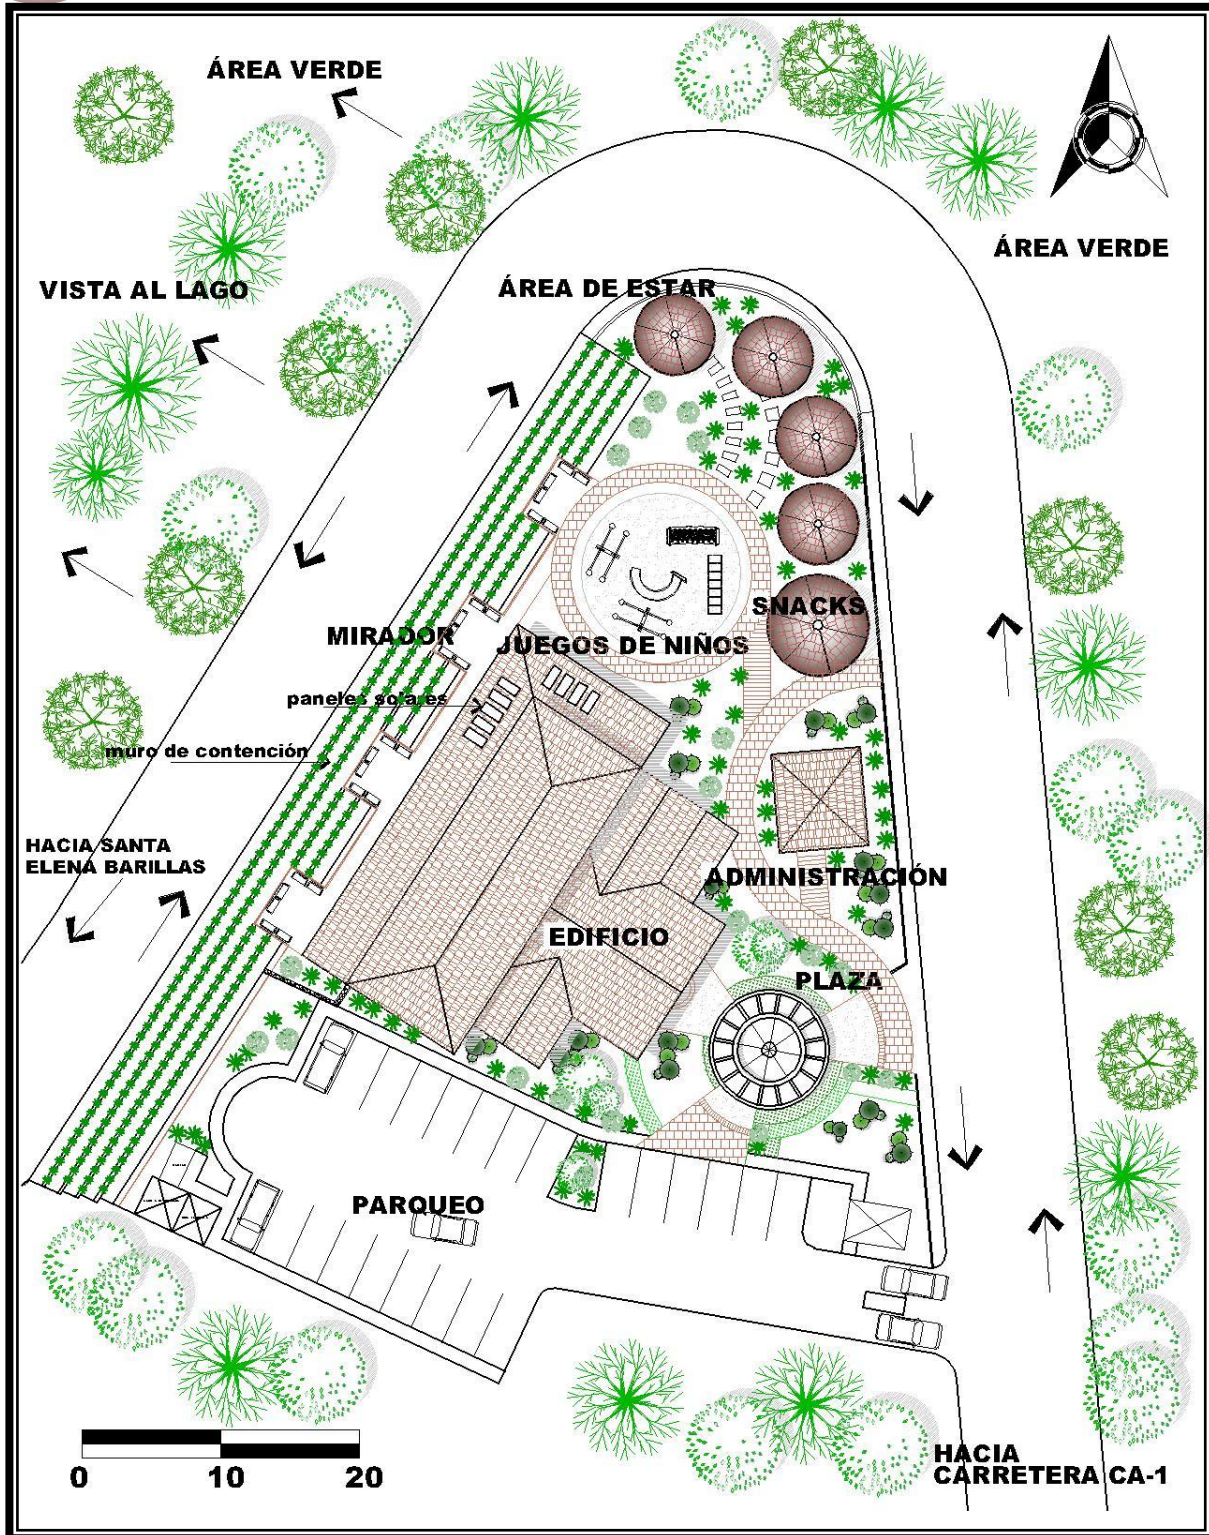 ÁREA VERDE
ÁREA VERDE
VISTA AL LAGO
ÁREA DE ESTAR
SNACKS
MIRADOR
JUEGOS DE NIÑOS
paneles solares
muro de contención
HACIA SANTA
ELENA BARILLAS
ADMINISTRACIÓN
EDIFICIO
PLAZA
PARQUEO
HACIA
CARRETERA CA-1
0 10 20